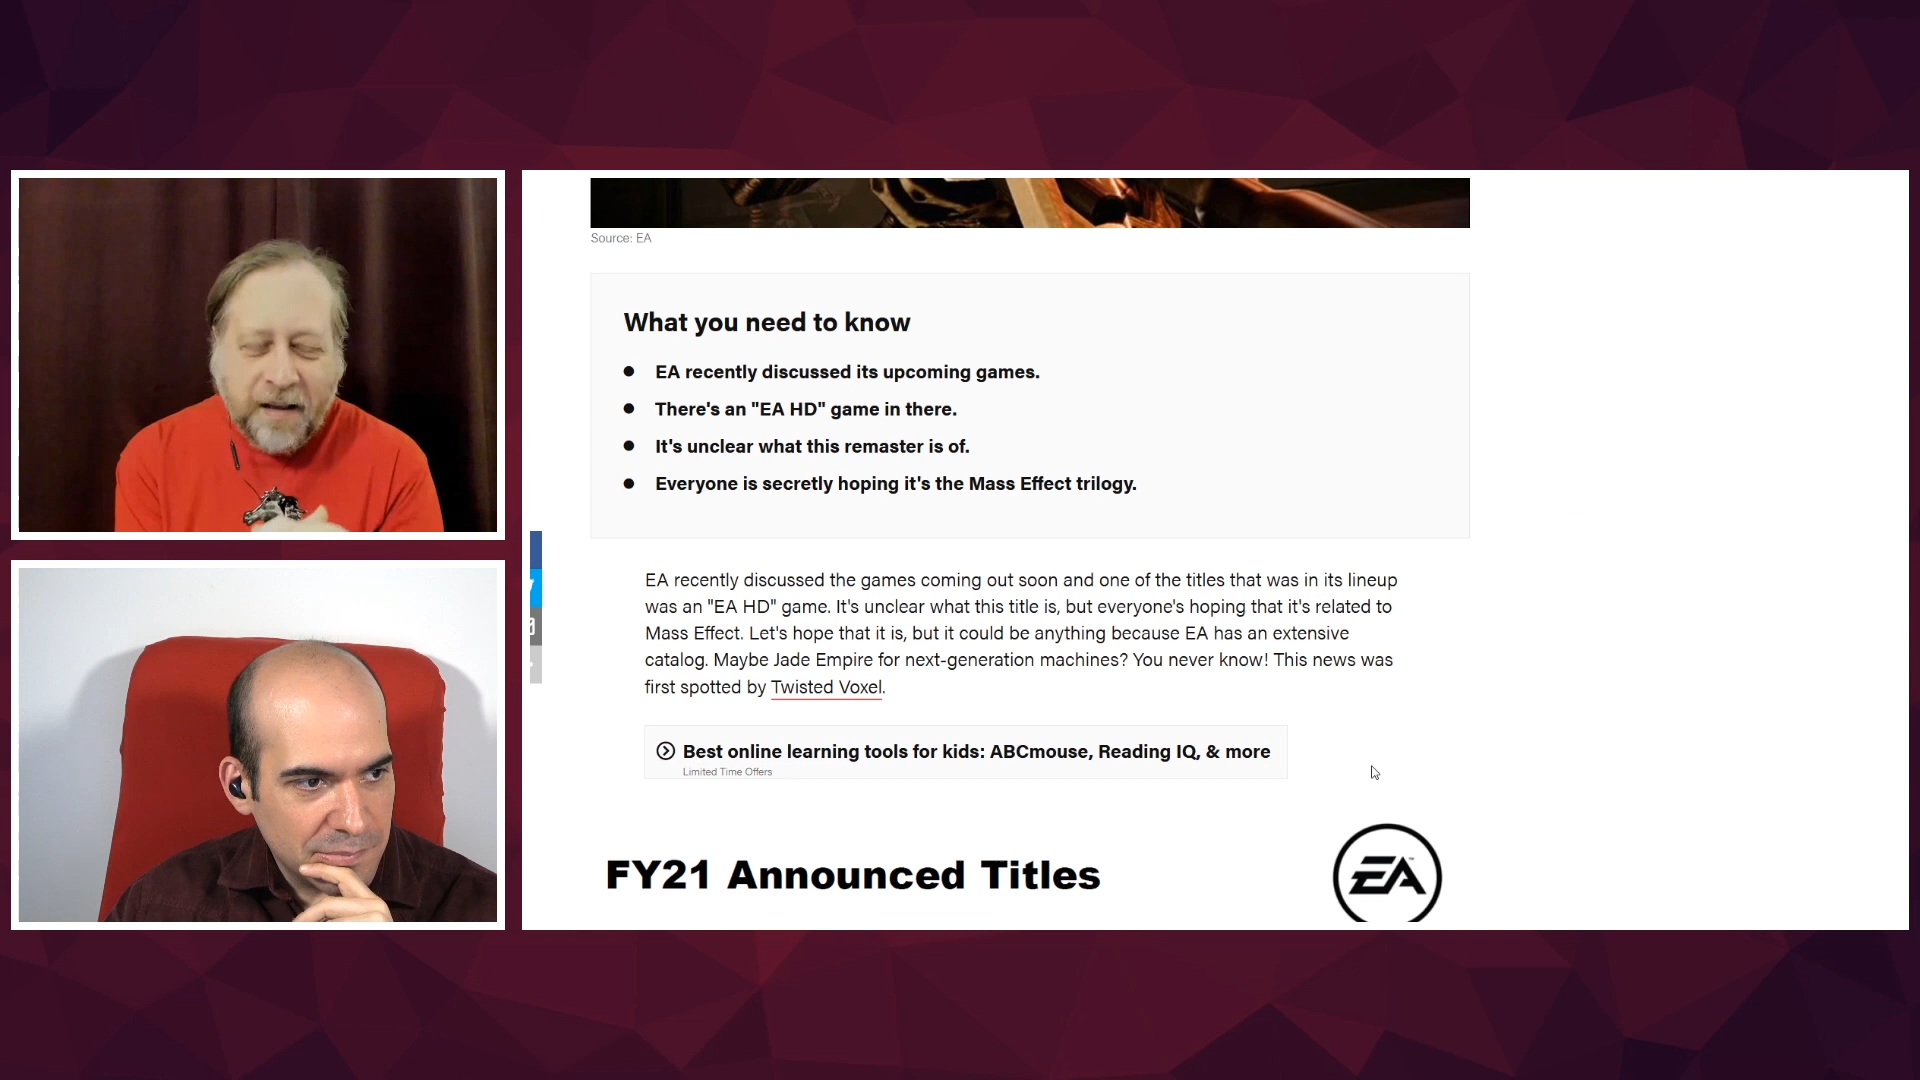 Source: EA
What you need to know
EA recently discussed its upcoming games.
There's an "EA HD" game in there.
It's unclear what this remaster is of.
Everyone is secretly hoping it's the Mass Effect trilogy.
EA recently discussed the games coming out soon and one of the titles that was in its lineup
was an "EA HD" game. It's unclear what this title is, but everyone's hoping that it's related to
Mass Effect. Let's hope that it is, but it could be anything because EA has an extensive
catalog. Maybe Jade Empire for next-generation machines? You never know! This news was
first spotted by Twisted Voxel.
Best online learning tools for kids: ABCmouse, Reading IQ, & more
Limited Time Offers
FY21 Announced Titles
EA